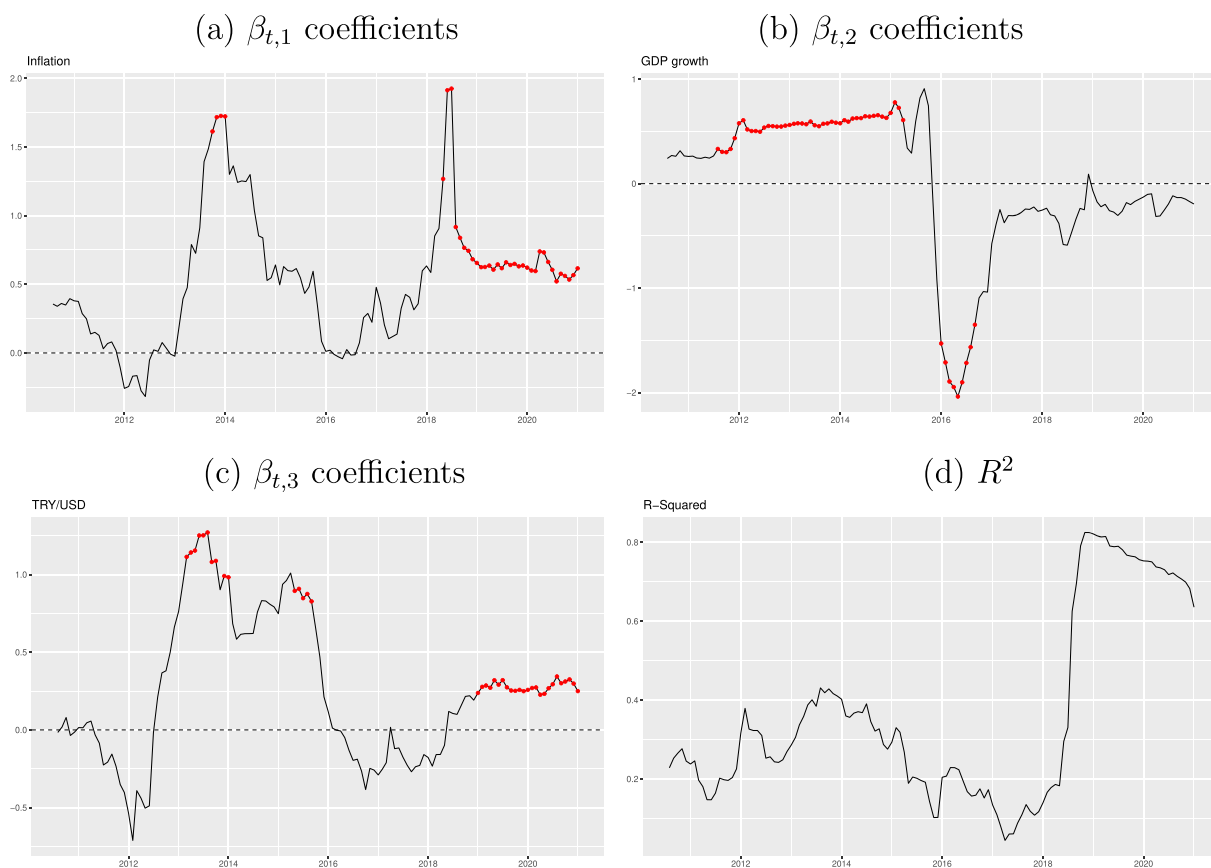 (a) βt,1 coefficients
Inflation
2.0
1.5
1.0
0.5
0.0
2012 2014 2016 2018 2020
(b) βt,2 coefficients
GDP growth
1
0
−1
−2
2012 2014 2016 2018 2020
(c) βt,3 coefficients
TRY/USD
1.0
0.5
0.0
−0.5
2012 2014 2016 2018 2020
(d) R²
R−Squared
0.8
0.6
0.4
0.2
2012 2014 2016 2018 2020